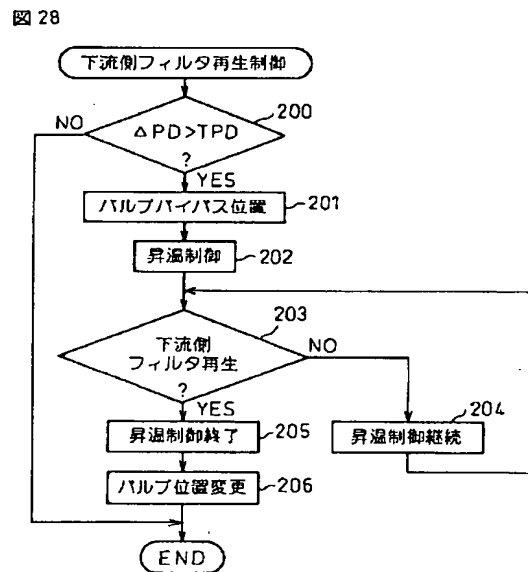 図 28
下流側フィルタ再生制御
200
NO
△PD>TPD
?
YES
バルブバイパス位置
201
昇温制御
202
203
下流側
フィルタ再生
?
NO
YES
204
昇温制御終了
205
昇温制御継続
バルブ位置変更
206
END